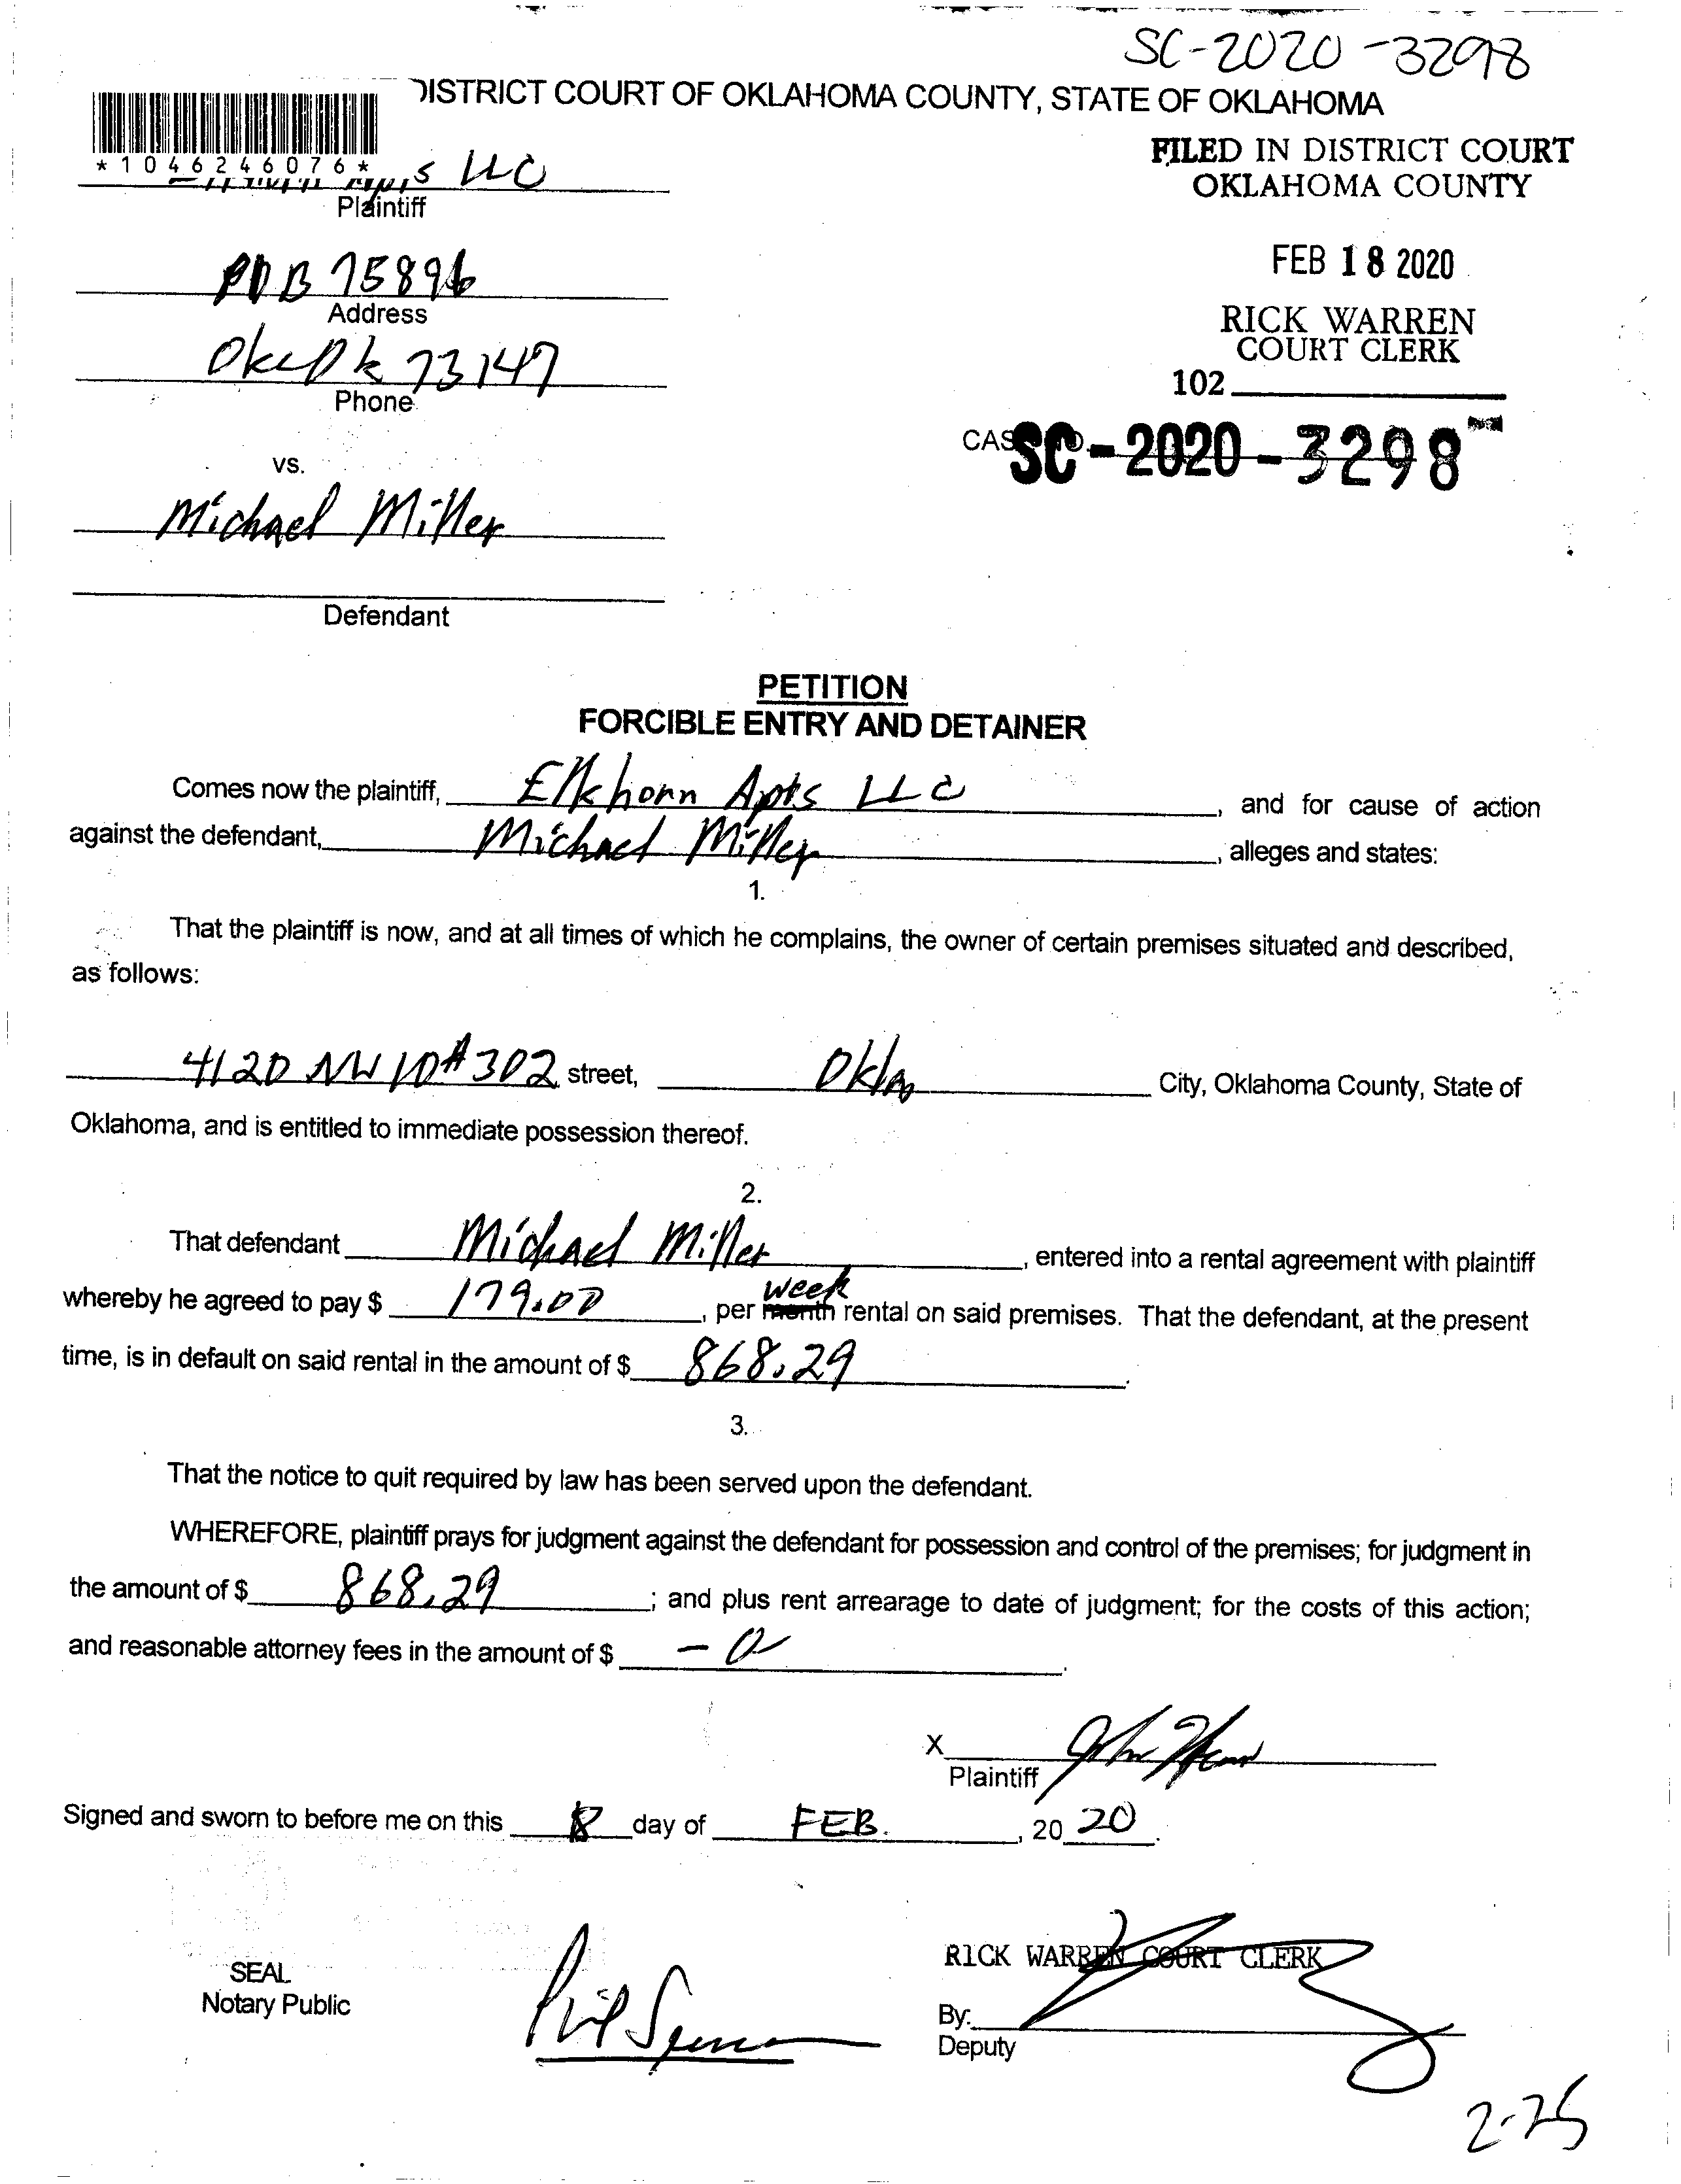 SC-2020-3298
DISTRICT COURT OF OKLAHOMA COUNTY, STATE OF OKLAHOMA
*1046246076*
FILED IN DISTRICT COURT
OKLAHOMA COUNTY
Apts LLC
Plaintiff
FEB 18 2020
POB 75896
Address
RICK WARREN
COURT CLERK
Okc Ok 73147
Phone
102
CAS SC-2020-3298
vs.
Michael Miller
Defendant
PETITION
FORCIBLE ENTRY AND DETAINER
Comes now the plaintiff, Elkhorn Apts LLC, and for cause of action
against the defendant, Michael Miller, alleges and states:
1.
That the plaintiff is now, and at all times of which he complains, the owner of certain premises situated and described,
as follows:
4120 NW 10 #302 street, Okla City, Oklahoma County, State of
Oklahoma, and is entitled to immediate possession thereof.
2.
That defendant Michael Miller, entered into a rental agreement with plaintiff
week
whereby he agreed to pay $ 179.00, per month rental on said premises. That the defendant, at the present
time, is in default on said rental in the amount of $ 868.29.
3.
That the notice to quit required by law has been served upon the defendant.
WHEREFORE, plaintiff prays for judgment against the defendant for possession and control of the premises; for judgment in
the amount of $ 868.29; and plus rent arrearage to date of judgment; for the costs of this action;
and reasonable attorney fees in the amount of $ -0-.
X
Plaintiff
Signed and sworn to before me on this 18 day of FEB., 20 20.
RICK WARREN COURT CLERK
SEAL
Notary Public
By:
Deputy
2-25